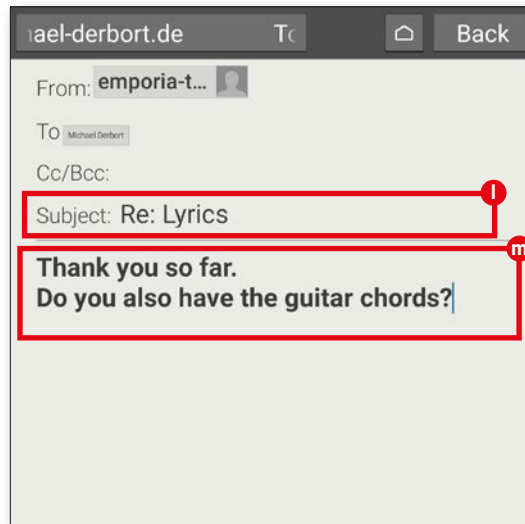 ael-derbort.de To Back
From: emporia-t...
To Michael Derbort
Cc/Bcc:
Subject: Re: Lyrics
l
m
Thank you so far.
Do you also have the guitar chords?